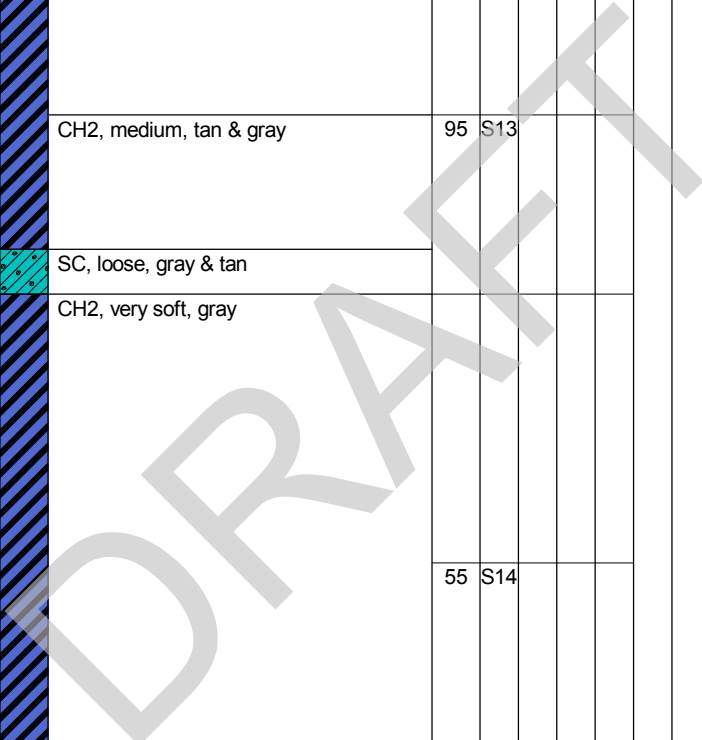 CH2, medium, tan & gray 95 S13
SC, loose, gray & tan
CH2, very soft, gray
55 S14
DRAFT